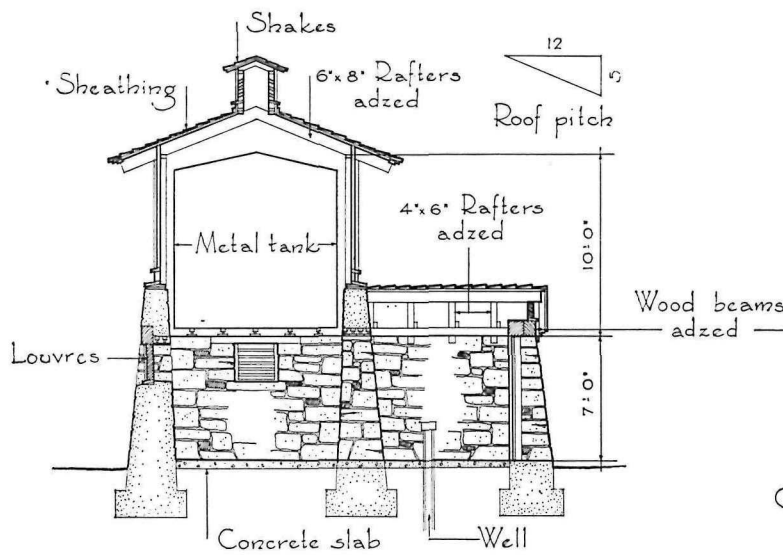 Shakes
Sheathing
6"x 8" Rafters
adzed
12
5
Roof pitch
4"x 6" Rafters
adzed
Metal tank
10'-0"
Wood beams
adzed
Louvres
7'-0"
Concrete slab
Well